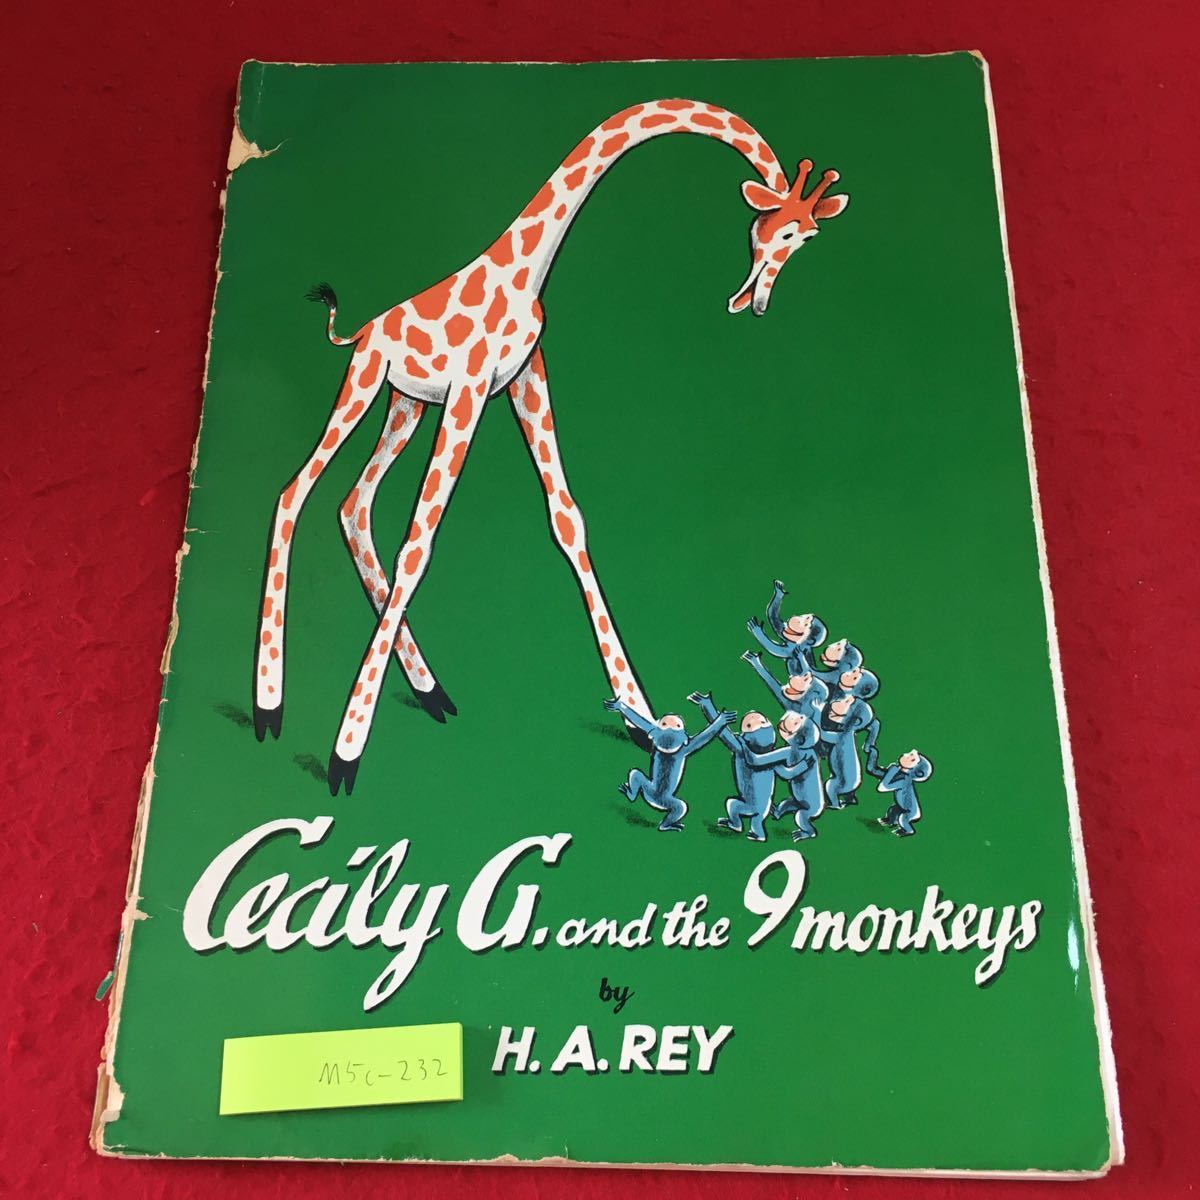 Cecily G. and the 9 monkeys
by
H. A. REY
M5c-232